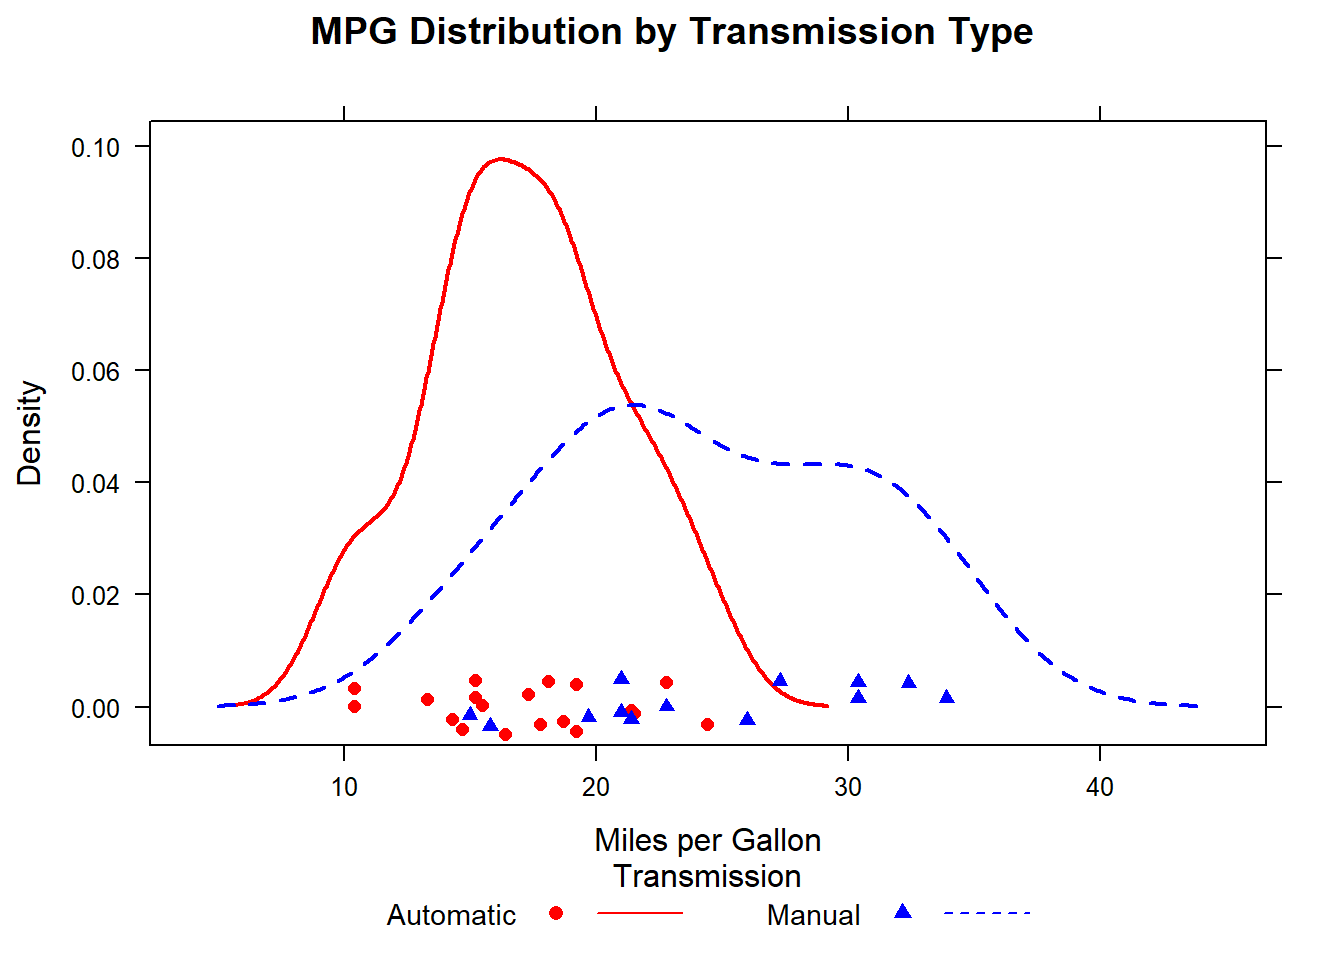 MPG Distribution by Transmission Type
0.10
0.08
0.06
0.04
0.02
0.00
Density
10 20 30 40
Miles per Gallon
Transmission
Automatic Manual